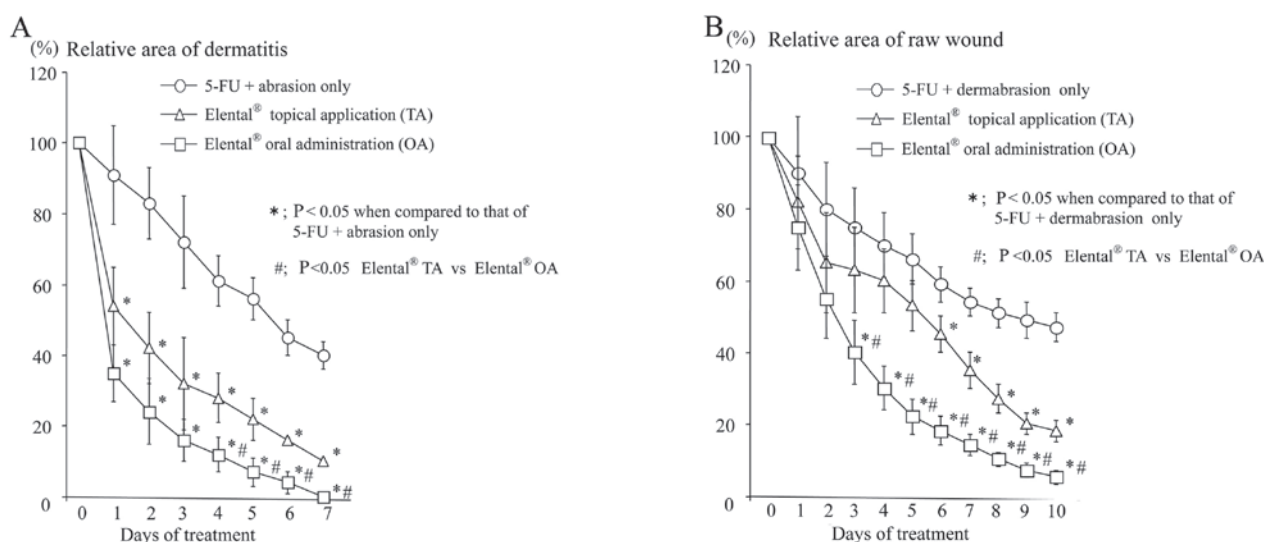 A
(%) Relative area of dermatitis
120
100
80
60
40
20
0
5-FU + abrasion only
Elental® topical application (TA)
Elental® oral administration (OA)
*; P < 0.05 when compared to that of
5-FU + abrasion only
#; P<0.05 Elental® TA vs Elental® OA
* * * * * * *
* * * *# *# *# *#
0 1 2 3 4 5 6 7
Days of treatment
B
(%) Relative area of raw wound
120
100
80
60
40
20
0
5-FU + dermabrasion only
Elental® topical application (TA)
Elental® oral administration (OA)
*; P < 0.05 when compared to that of
5-FU + dermabrasion only
#; P<0.05 Elental® TA vs Elental® OA
* * * * *
*# *# *# *# *# *# *# *#
0 1 2 3 4 5 6 7 8 9 10
Days of treatment